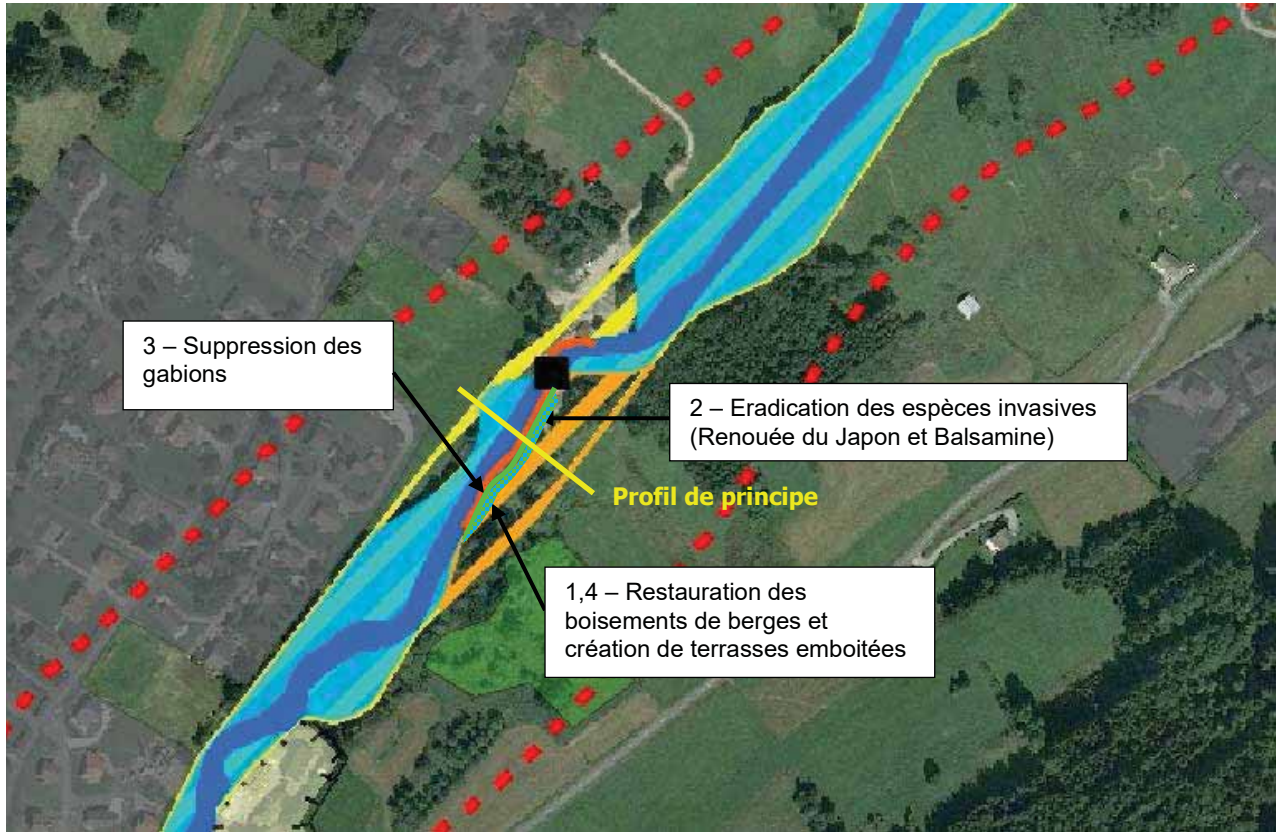 3 – Suppression des
gabions
2 – Eradication des espèces invasives
(Renouée du Japon et Balsamine)
Profil de principe
1,4 – Restauration des
boisements de berges et
création de terrasses emboitées